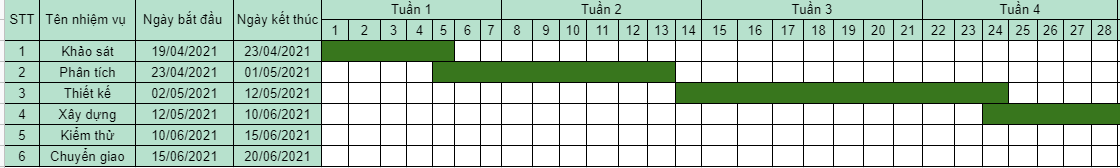 STT Tên nhiệm vụ Ngày bắt đầu Ngày kết thúc Tuần 1 Tuần 2 Tuần 3 Tuần 4
1 2 3 4 5 6 7 8 9 10 11 12 13 14 15 16 17 18 19 20 21 22 23 24 25 26 27 28
1 Khảo sát 19/04/2021 23/04/2021
2 Phân tích 23/04/2021 01/05/2021
3 Thiết kế 02/05/2021 12/05/2021
4 Xây dựng 12/05/2021 10/06/2021
5 Kiểm thử 10/06/2021 15/06/2021
6 Chuyển giao 15/06/2021 20/06/2021